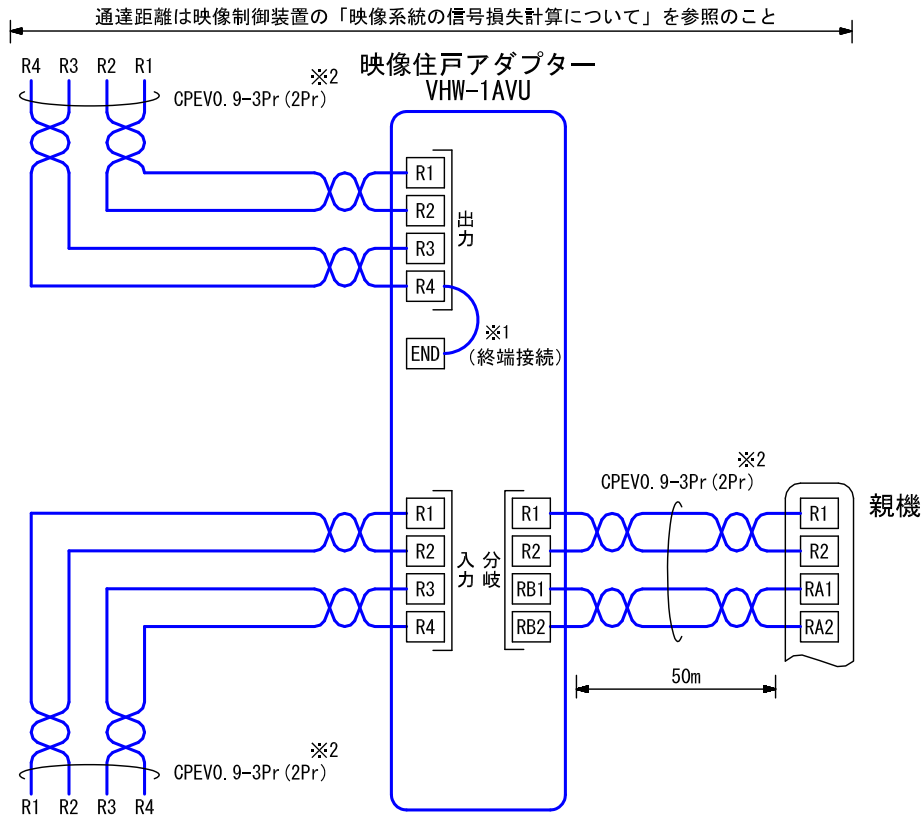 通達距離は映像制御装置の「映像系統の信号損失計算について」を参照のこと
R4 R3 R2 R1
※2
CPEV0.9-3Pr(2Pr)
映像住戸アダプター
VHW-1AVU
R1
R2
R3
R4
出力
END
※1
(終端接続)
R1
R2
R3
R4
入力
分岐
R1
R2
RB1
RB2
※2
CPEV0.9-3Pr(2Pr)
親機
R1
R2
RA1
RA2
50m
※2
CPEV0.9-3Pr(2Pr)
R1 R2 R3 R4